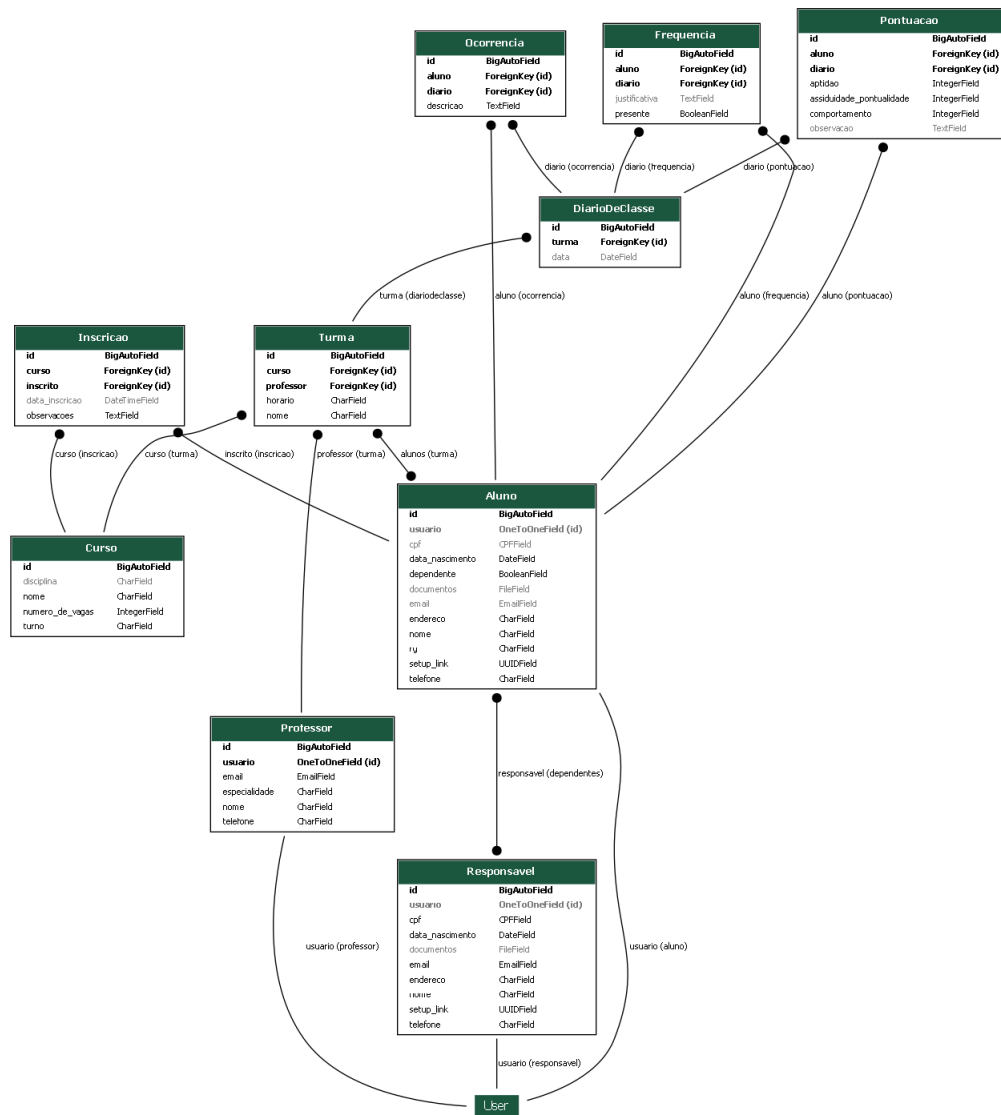 Pontuacao
id BigAutoField
aluno ForeignKey (id)
diario ForeignKey (id)
aptidao IntegerField
assiduidade_pontualidade IntegerField
comportamento IntegerField
observacao TextField
Frequencia
id BigAutoField
aluno ForeignKey (id)
diario ForeignKey (id)
justificativa TextField
presente BooleanField
Ocorrencia
id BigAutoField
aluno ForeignKey (id)
diario ForeignKey (id)
descricao TextField
diario (ocorrencia)
diario (frequencia)
diario (pontuacao)
DiarioDeClasse
id BigAutoField
turma ForeignKey (id)
data DateField
turma (diariodeclasse)
aluno (ocorrencia)
aluno (frequencia)
aluno (pontuacao)
Inscricao
id BigAutoField
curso ForeignKey (id)
inscrito ForeignKey (id)
data_inscricao DateTimeField
observacoes TextField
Turma
id BigAutoField
curso ForeignKey (id)
professor ForeignKey (id)
horario CharField
nome CharField
curso (inscricao)
curso (turma)
inscrito (inscricao)
professor (turma)
alunos (turma)
Aluno
id BigAutoField
usuario OneToOneField (id)
cpf CPFField
data_nascimento DateField
dependente BooleanField
documentos FileField
email EmailField
endereco CharField
nome CharField
rg CharField
setup_link UUIDField
telefone CharField
Curso
id BigAutoField
disciplina CharField
nome CharField
numero_de_vagas IntegerField
turno CharField
Professor
id BigAutoField
usuario OneToOneField (id)
email EmailField
especialidade CharField
nome CharField
telefone CharField
responsavel (dependentes)
Responsavel
id BigAutoField
usuario OneToOneField (id)
cpf CPFField
data_nascimento DateField
documentos FileField
email EmailField
endereco CharField
nome CharField
setup_link UUIDField
telefone CharField
usuario (professor)
usuario (aluno)
usuario (responsavel)
User